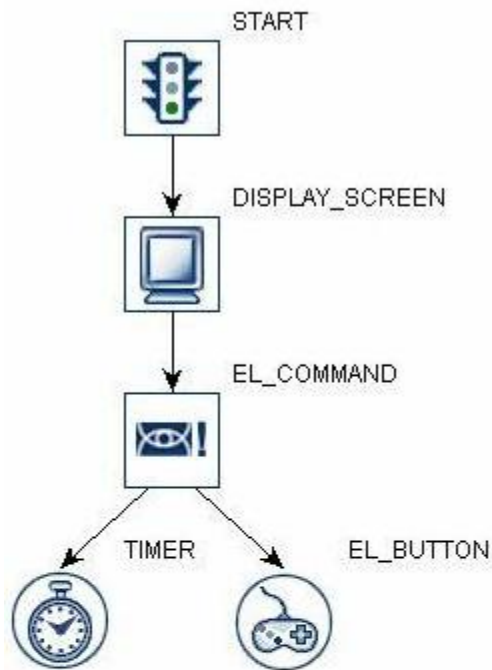 START
DISPLAY_SCREEN
EL_COMMAND
TIMER
EL_BUTTON